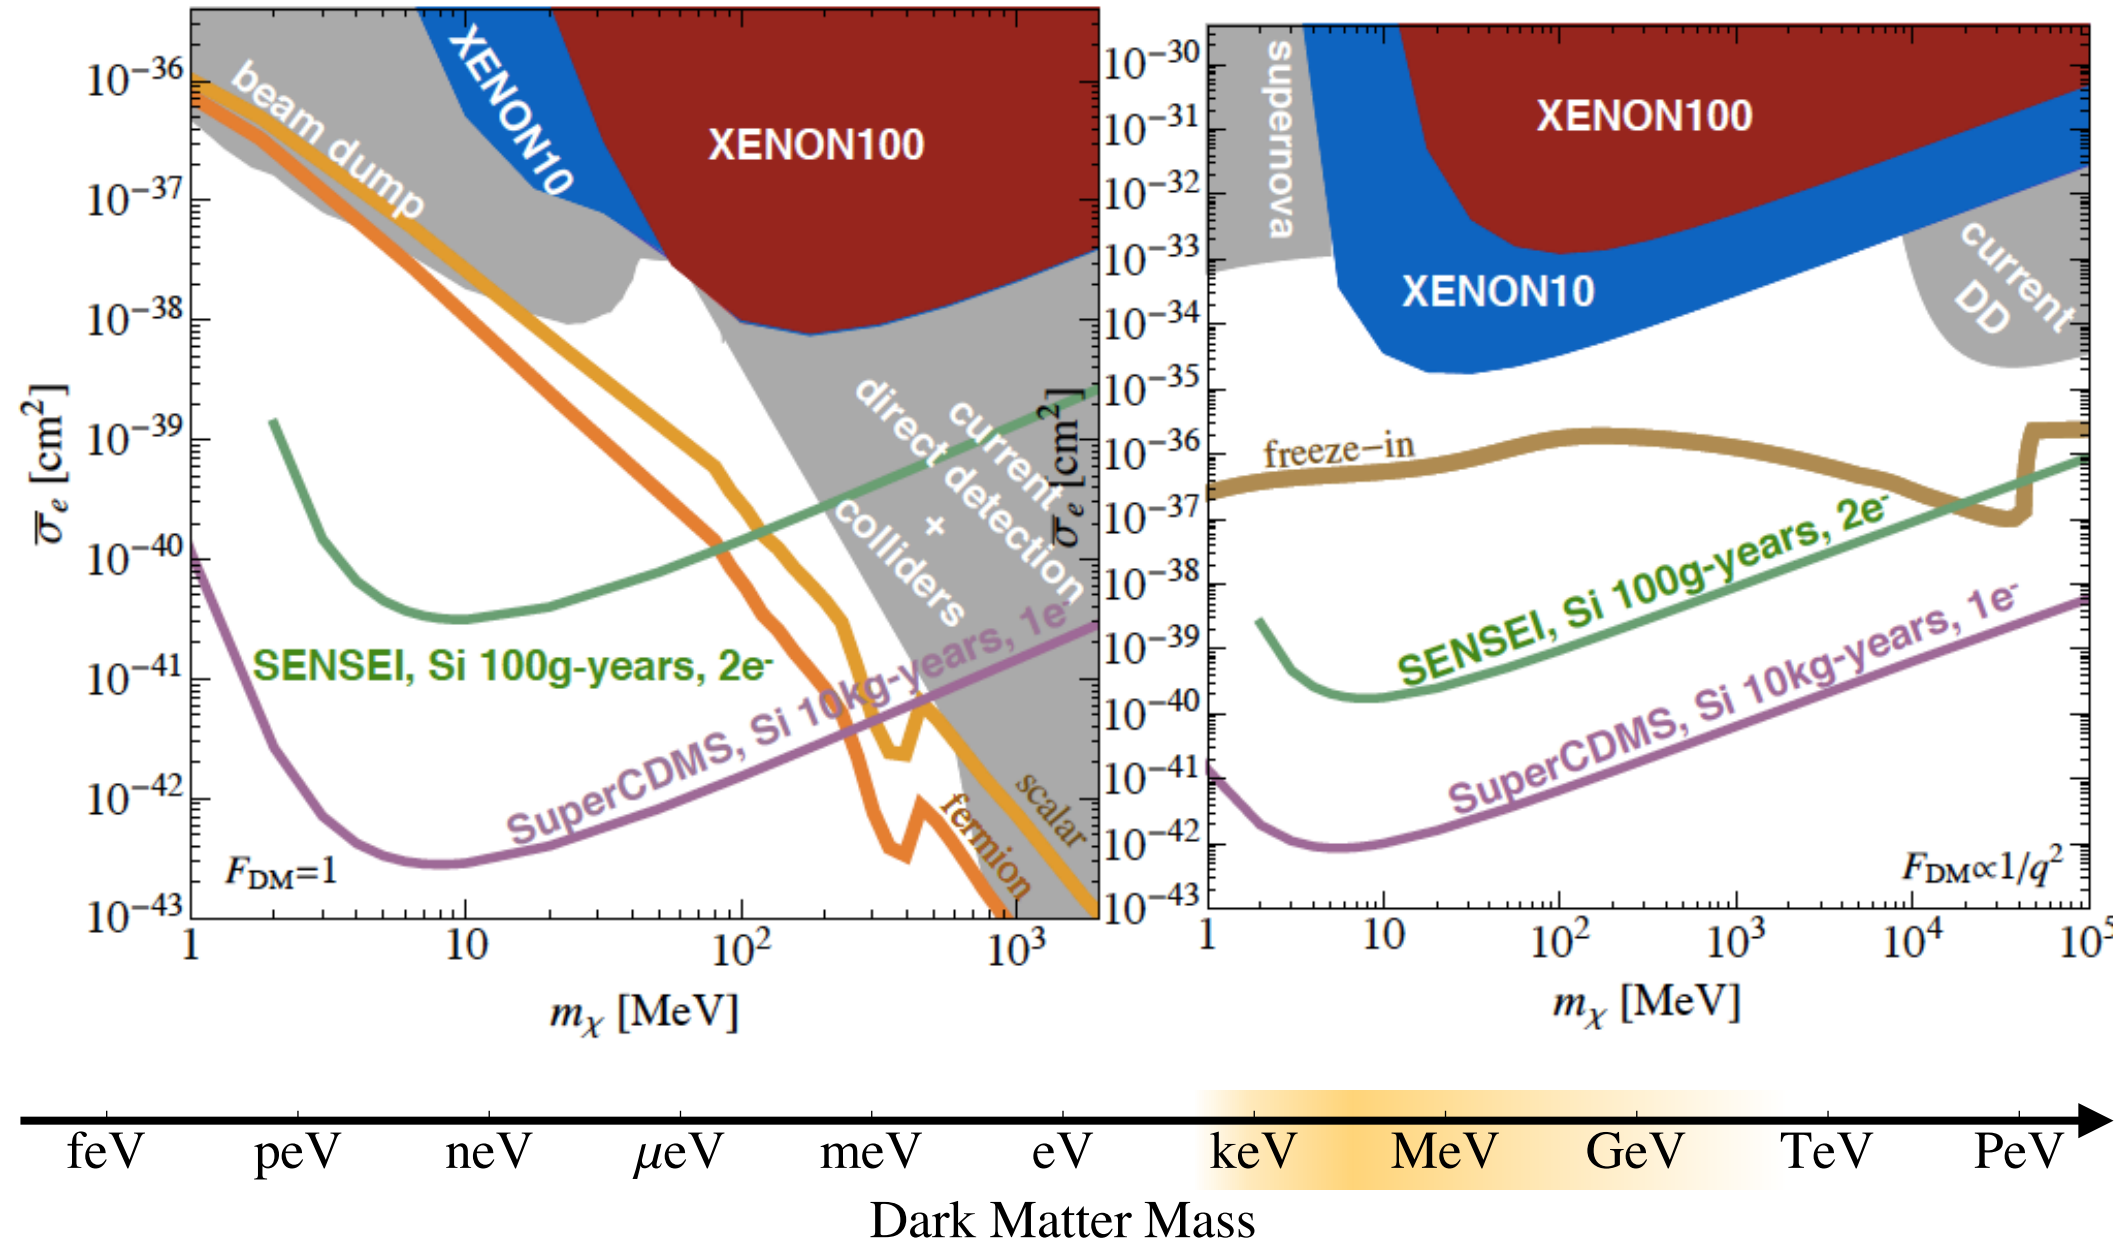 10⁻³⁶
10⁻³⁷
10⁻³⁸
10⁻³⁹
10⁻⁴⁰
10⁻⁴¹
10⁻⁴²
10⁻⁴³
σ̅ₑ [cm²]
beam dump
XENON10
XENON100
current
direct detection
+
colliders
SENSEI, Si 100g-years, 2e⁻
SuperCDMS, Si 10kg-years, 1e⁻
scalar
fermion
F_DM=1
1
10
10²
10³
m_χ [MeV]
10⁻³⁰
10⁻³¹
10⁻³²
10⁻³³
10⁻³⁴
10⁻³⁵
10⁻³⁶
10⁻³⁷
10⁻³⁸
10⁻³⁹
10⁻⁴⁰
10⁻⁴¹
10⁻⁴²
10⁻⁴³
σ̅ₑ [cm²]
supernova
XENON100
XENON10
current
DD
freeze−in
SENSEI, Si 100g-years, 2e⁻
SuperCDMS, Si 10kg-years, 1e⁻
F_DM∝1/q²
1
10
10²
10³
10⁴
10⁵
m_χ [MeV]
feV peV neV μeV meV eV keV MeV GeV TeV PeV
Dark Matter Mass